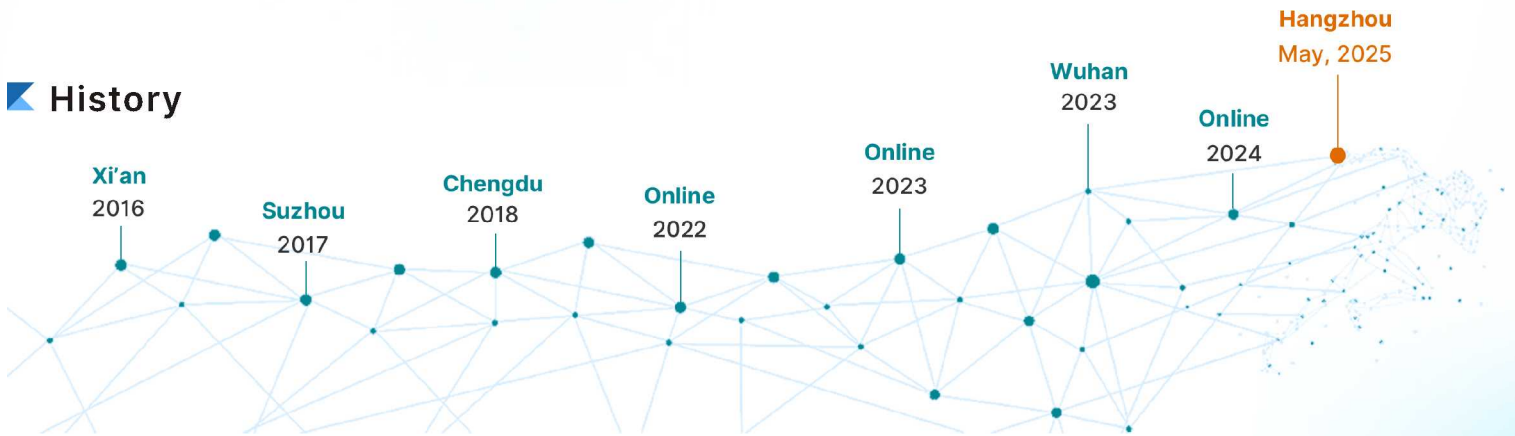 History
Xi’an
2016
Suzhou
2017
Chengdu
2018
Online
2022
Online
2023
Wuhan
2023
Online
2024
Hangzhou
May, 2025